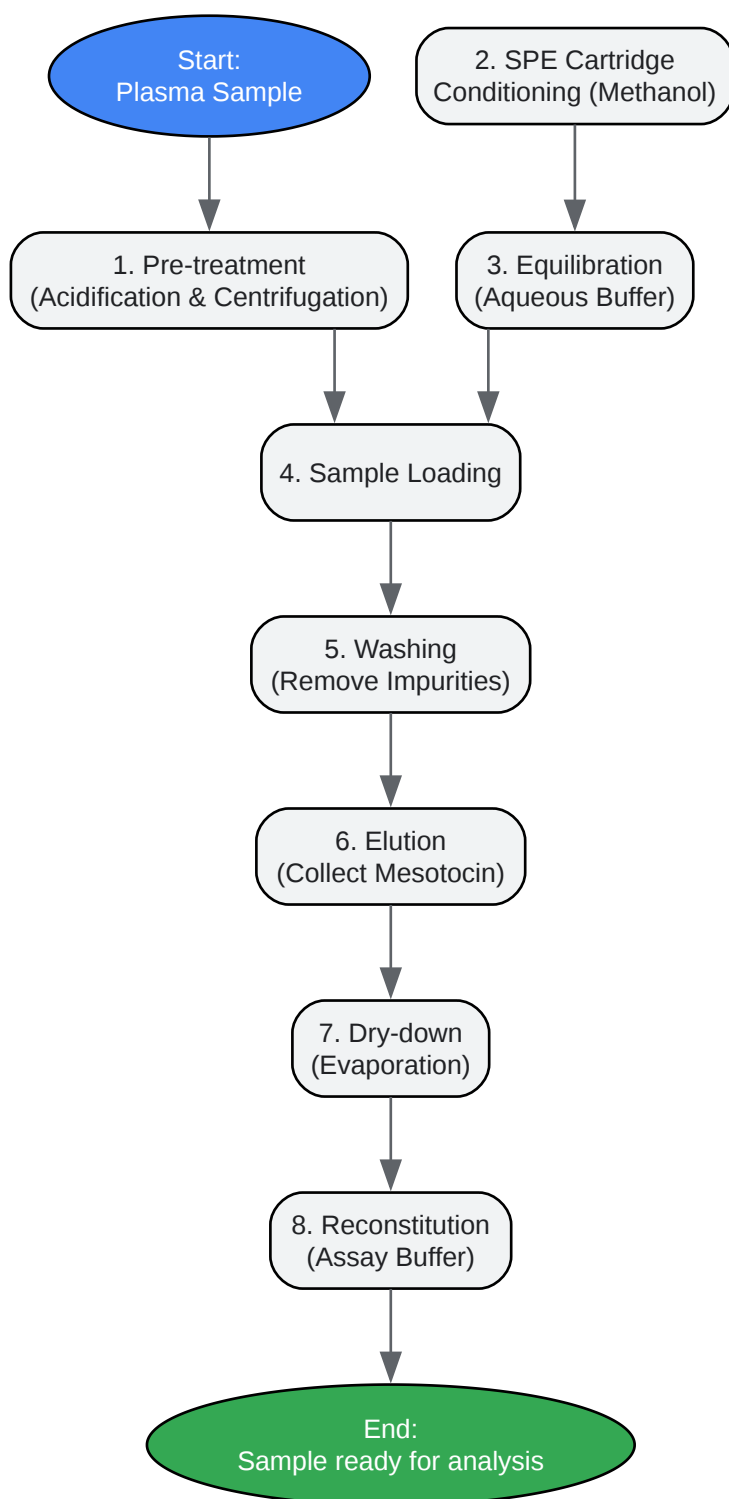 Start:
Plasma Sample
2. SPE Cartridge
Conditioning (Methanol)
1. Pre-treatment
(Acidification & Centrifugation)
3. Equilibration
(Aqueous Buffer)
4. Sample Loading
5. Washing
(Remove Impurities)
6. Elution
(Collect Mesotocin)
7. Dry-down
(Evaporation)
8. Reconstitution
(Assay Buffer)
End:
Sample ready for analysis